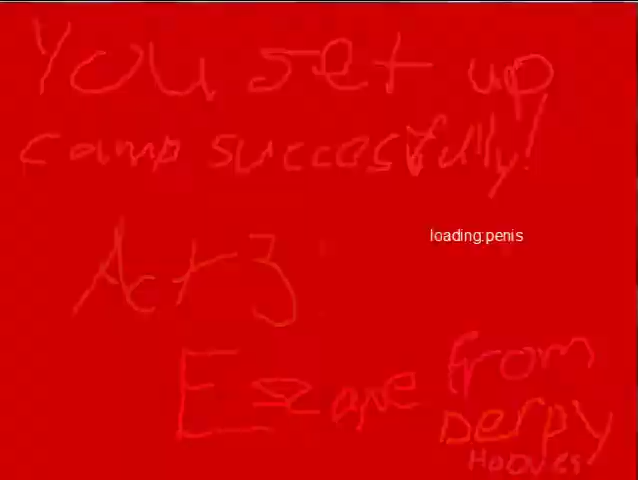 You set up
camp succesfully!
loading:penis
Act 3:
Escape from
Derpy
Hooves